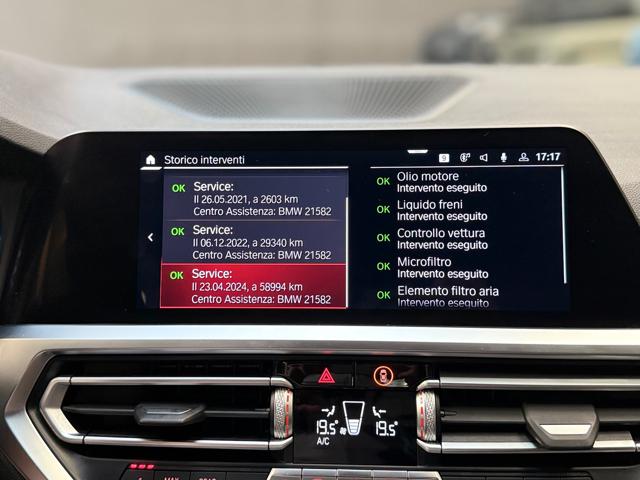 Storico interventi
9
17:17
OK Service:
Il 26.05.2021, a 2603 km
Centro Assistenza: BMW 21582
OK Service:
Il 06.12.2022, a 29340 km
Centro Assistenza: BMW 21582
OK Service:
Il 23.04.2024, a 58994 km
Centro Assistenza: BMW 21582
OK Olio motore
Intervento eseguito
OK Liquido freni
Intervento eseguito
OK Controllo vettura
Intervento eseguito
OK Microfiltro
Intervento eseguito
OK Elemento filtro aria
Intervento eseguito
19.5
19.5
A/C
MAX